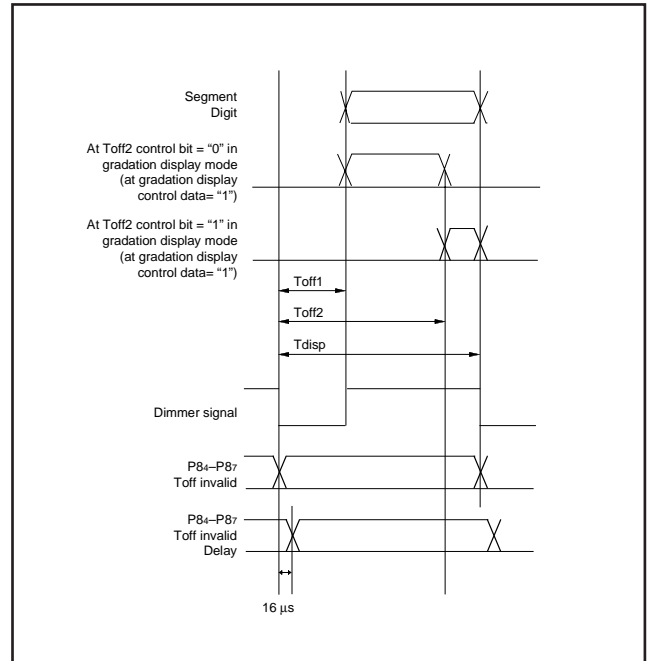 Segment
Digit
At Toff2 control bit = “0” in
gradation display mode
(at gradation display
control data= “1”)
At Toff2 control bit = “1” in
gradation display mode
(at gradation display
control data= “1”)
Toff1
Toff2
Tdisp
Dimmer signal
P84–P87
Toff invalid
P84–P87
Toff invalid
Delay
16 μs